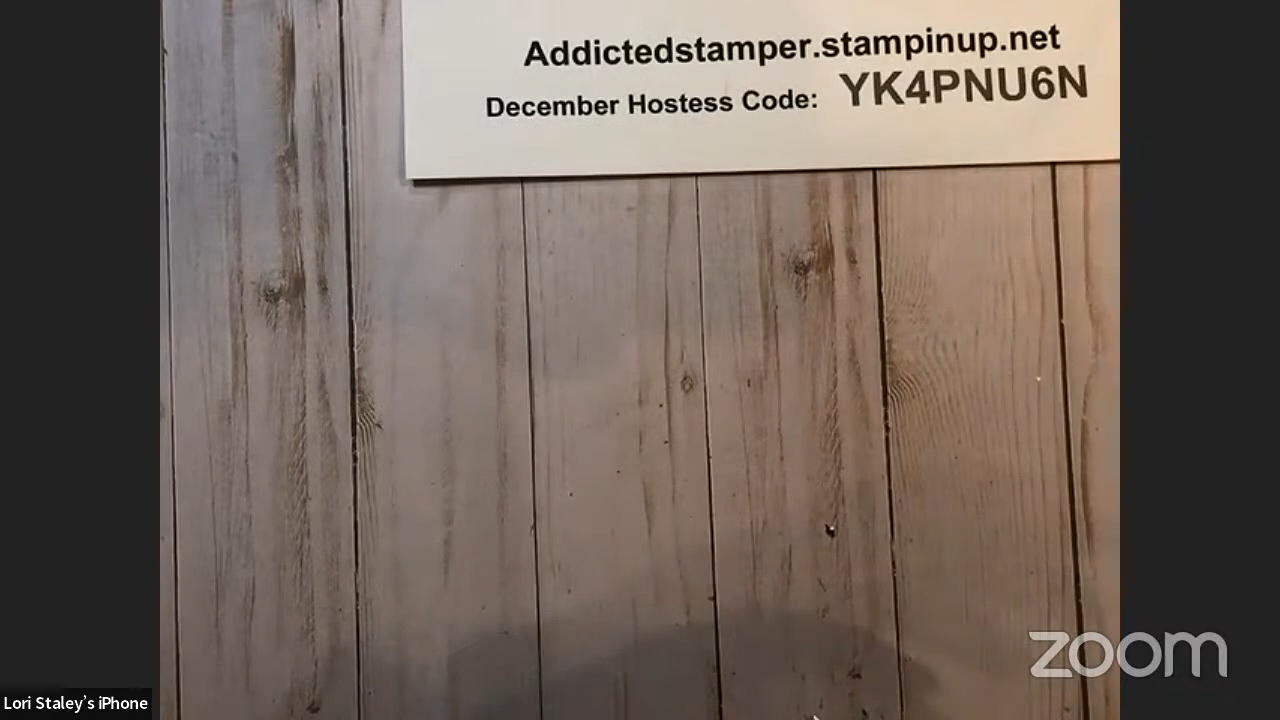 Addictedstamper.stampinup.net
December Hostess Code: YK4PNU6N
zoom
Lori Staley's iPhone